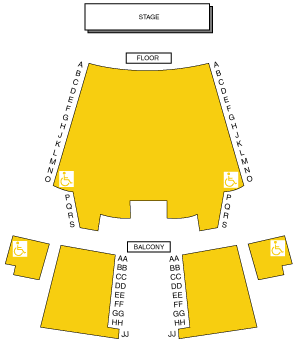 STAGE
FLOOR
A A
B B
C C
D D
E E
F F
G G
H H
J J
K K
L L
M M
N N
O O
P P
Q Q
R R
S S
BALCONY
AA AA
BB BB
CC CC
DD DD
EE EE
FF FF
GG GG
HH HH
JJ JJ